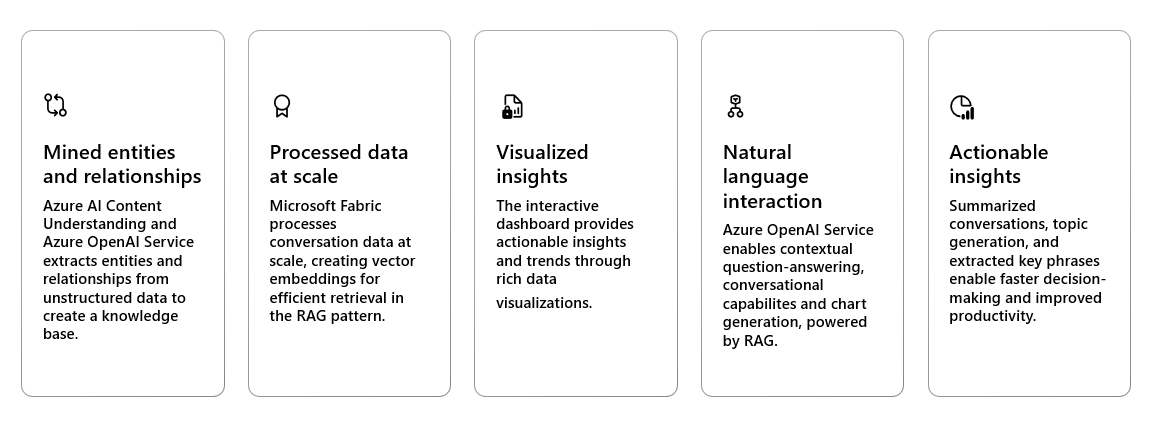 Mined entities
and relationships
Azure AI Content
Understanding and
Azure OpenAI Service
extracts entities and
relationships from
unstructured data to
create a knowledge
base.
Processed data
at scale
Microsoft Fabric
processes
conversation data at
scale, creating vector
embeddings for
efficient retrieval in
the RAG pattern.
Visualized
insights
The interactive
dashboard provides
actionable insights
and trends through
rich data
visualizations.
Natural
language
interaction
Azure OpenAI Service
enables contextual
question-answering,
conversational
capabilites and chart
generation, powered
by RAG.
Actionable
insights
Summarized
conversations, topic
generation, and
extracted key phrases
enable faster decision-
making and improved
productivity.